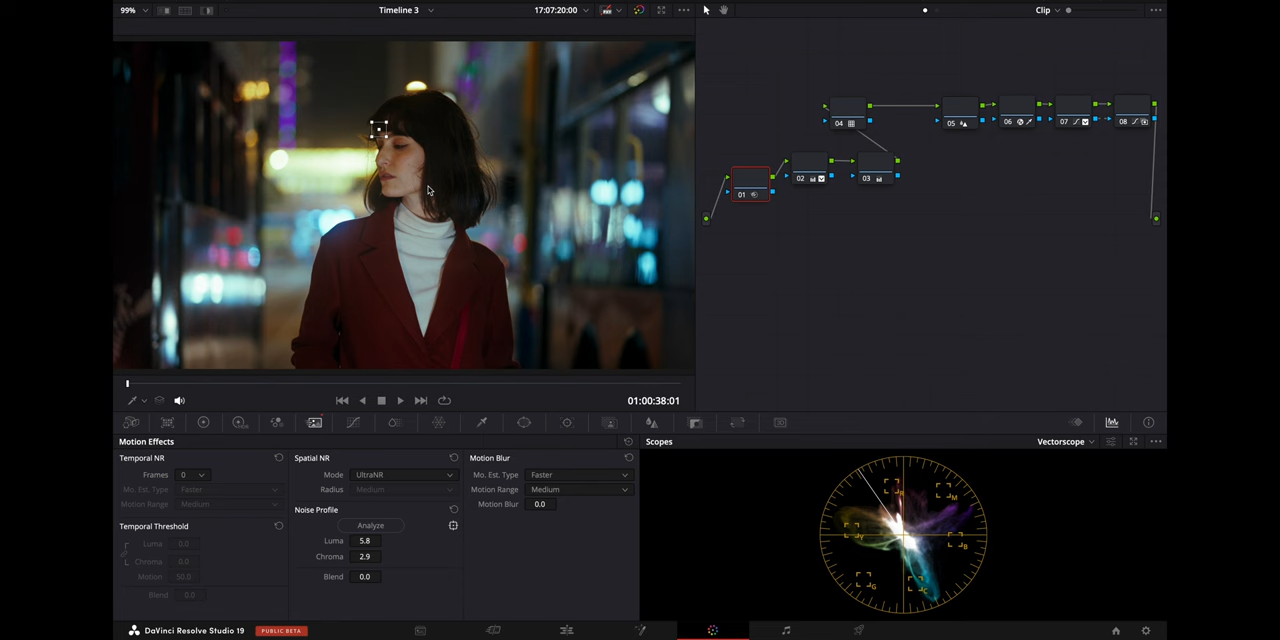 99% Timeline 3 17:07:20:00 Clip
04 05 06 07 08
01 02 03
01:00:38:01
Motion Effects
Temporal NR
Frames 0
Mo. Est. Type Faster
Motion Range Medium
Temporal Threshold
Luma 0.0
Chroma 0.0
Motion 50.0
Blend 0.0
Spatial NR
Mode UltraNR
Radius Medium
Noise Profile
Analyze
Luma 5.8
Chroma 2.9
Blend 0.0
Motion Blur
Mo. Est. Type Faster
Motion Range Medium
Motion Blur 0.0
Scopes Vectorscope
R M
Y B
G C
DaVinci Resolve Studio 19 PUBLIC BETA